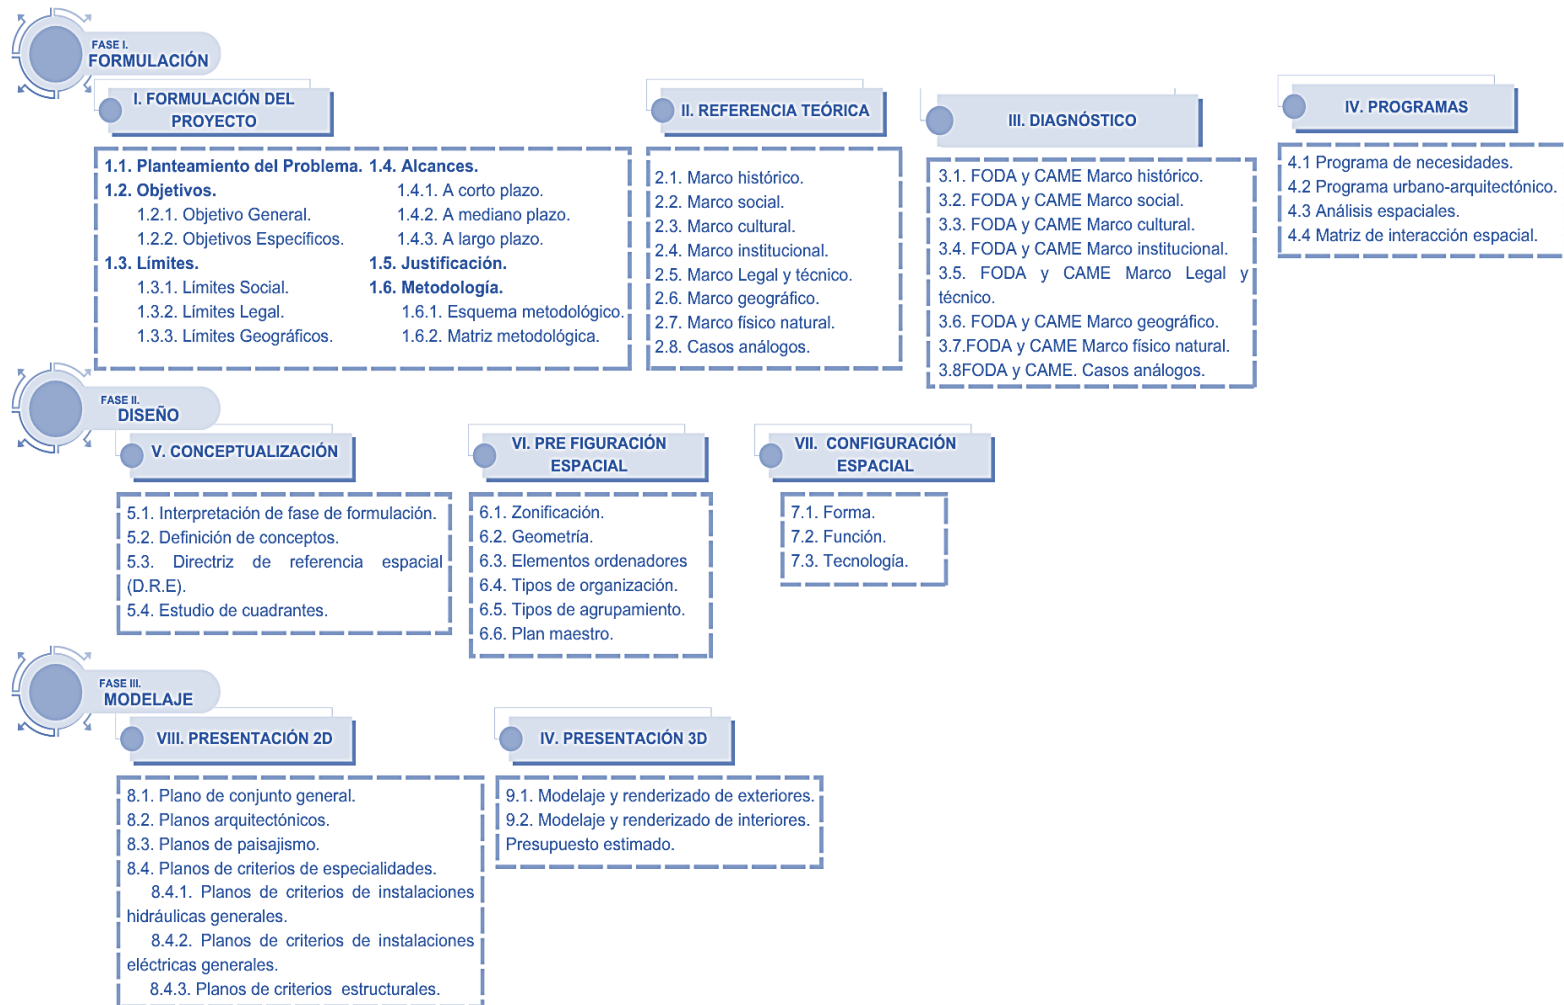 FASE I.
FORMULACIÓN
I. FORMULACIÓN DEL
PROYECTO
1.1. Planteamiento del Problema.
1.2. Objetivos.
1.2.1. Objetivo General.
1.2.2. Objetivos Específicos.
1.3. Límites.
1.3.1. Límites Social.
1.3.2. Límites Legal.
1.3.3. Límites Geográficos.
1.4. Alcances.
1.4.1. A corto plazo.
1.4.2. A mediano plazo.
1.4.3. A largo plazo.
1.5. Justificación.
1.6. Metodología.
1.6.1. Esquema metodológico.
1.6.2. Matriz metodológica.
II. REFERENCIA TEÓRICA
2.1. Marco histórico.
2.2. Marco social.
2.3. Marco cultural.
2.4. Marco institucional.
2.5. Marco Legal y técnico.
2.6. Marco geográfico.
2.7. Marco físico natural.
2.8. Casos análogos.
III. DIAGNÓSTICO
3.1. FODA y CAME Marco histórico.
3.2. FODA y CAME Marco social.
3.3. FODA y CAME Marco cultural.
3.4. FODA y CAME Marco institucional.
3.5. FODA y CAME Marco Legal y
técnico.
3.6. FODA y CAME Marco geográfico.
3.7.FODA y CAME Marco físico natural.
3.8FODA y CAME. Casos análogos.
IV. PROGRAMAS
4.1 Programa de necesidades.
4.2 Programa urbano-arquitectónico.
4.3 Análisis espaciales.
4.4 Matriz de interacción espacial.
FASE II.
DISEÑO
V. CONCEPTUALIZACIÓN
5.1. Interpretación de fase de formulación.
5.2. Definición de conceptos.
5.3. Directriz de referencia espacial
(D.R.E).
5.4. Estudio de cuadrantes.
VI. PRE FIGURACIÓN
ESPACIAL
6.1. Zonificación.
6.2. Geometría.
6.3. Elementos ordenadores
6.4. Tipos de organización.
6.5. Tipos de agrupamiento.
6.6. Plan maestro.
VII. CONFIGURACIÓN
ESPACIAL
7.1. Forma.
7.2. Función.
7.3. Tecnología.
FASE III.
MODELAJE
VIII. PRESENTACIÓN 2D
8.1. Plano de conjunto general.
8.2. Planos arquitectónicos.
8.3. Planos de paisajismo.
8.4. Planos de criterios de especialidades.
8.4.1. Planos de criterios de instalaciones
hidráulicas generales.
8.4.2. Planos de criterios de instalaciones
eléctricas generales.
8.4.3. Planos de criterios estructurales.
IV. PRESENTACIÓN 3D
9.1. Modelaje y renderizado de exteriores.
9.2. Modelaje y renderizado de interiores.
Presupuesto estimado.